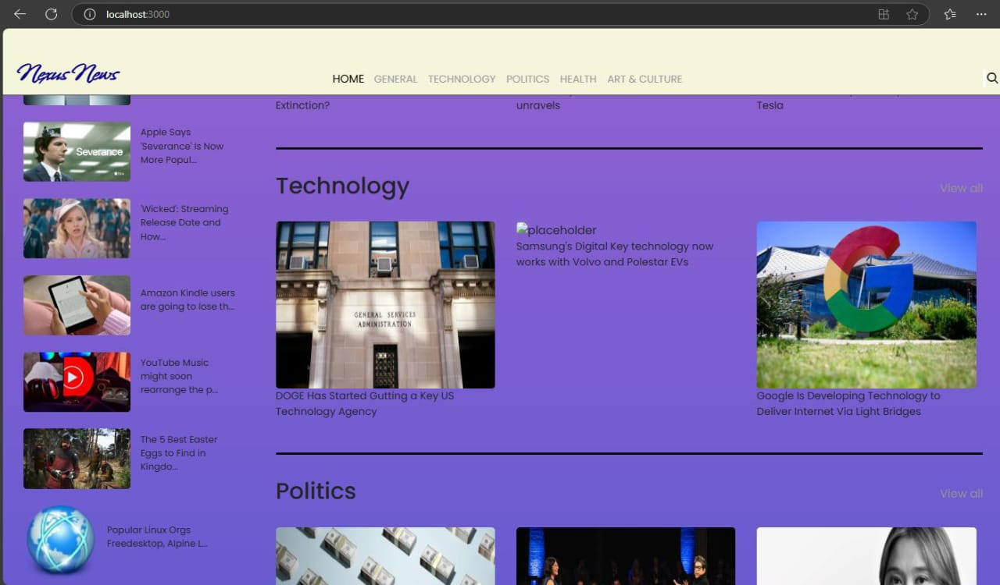 localhost:3000
Nexus News
HOME GENERAL TECHNOLOGY POLITICS HEALTH ART & CULTURE
Extinction?
unravels
Tesla
Apple Says
'Severance' is Now
More Popul...
Severance
'Wicked': Streaming
Release Date and
How...
Amazon Kindle users
are going to lose th...
YouTube Music
might soon
rearrange the p...
The 5 Best Easter
Eggs to Find in
Kingdo...
Popular Linux Orgs
Freedesktop, Alpine L...
Technology
View all
GENERAL SERVICES
ADMINISTRATION
DOGE Has Started Gutting a Key US
Technology Agency
placeholder
Samsung's Digital Key technology now
works with Volvo and Polestar EVs
Google Is Developing Technology to
Deliver Internet Via Light Bridges
Politics
View all